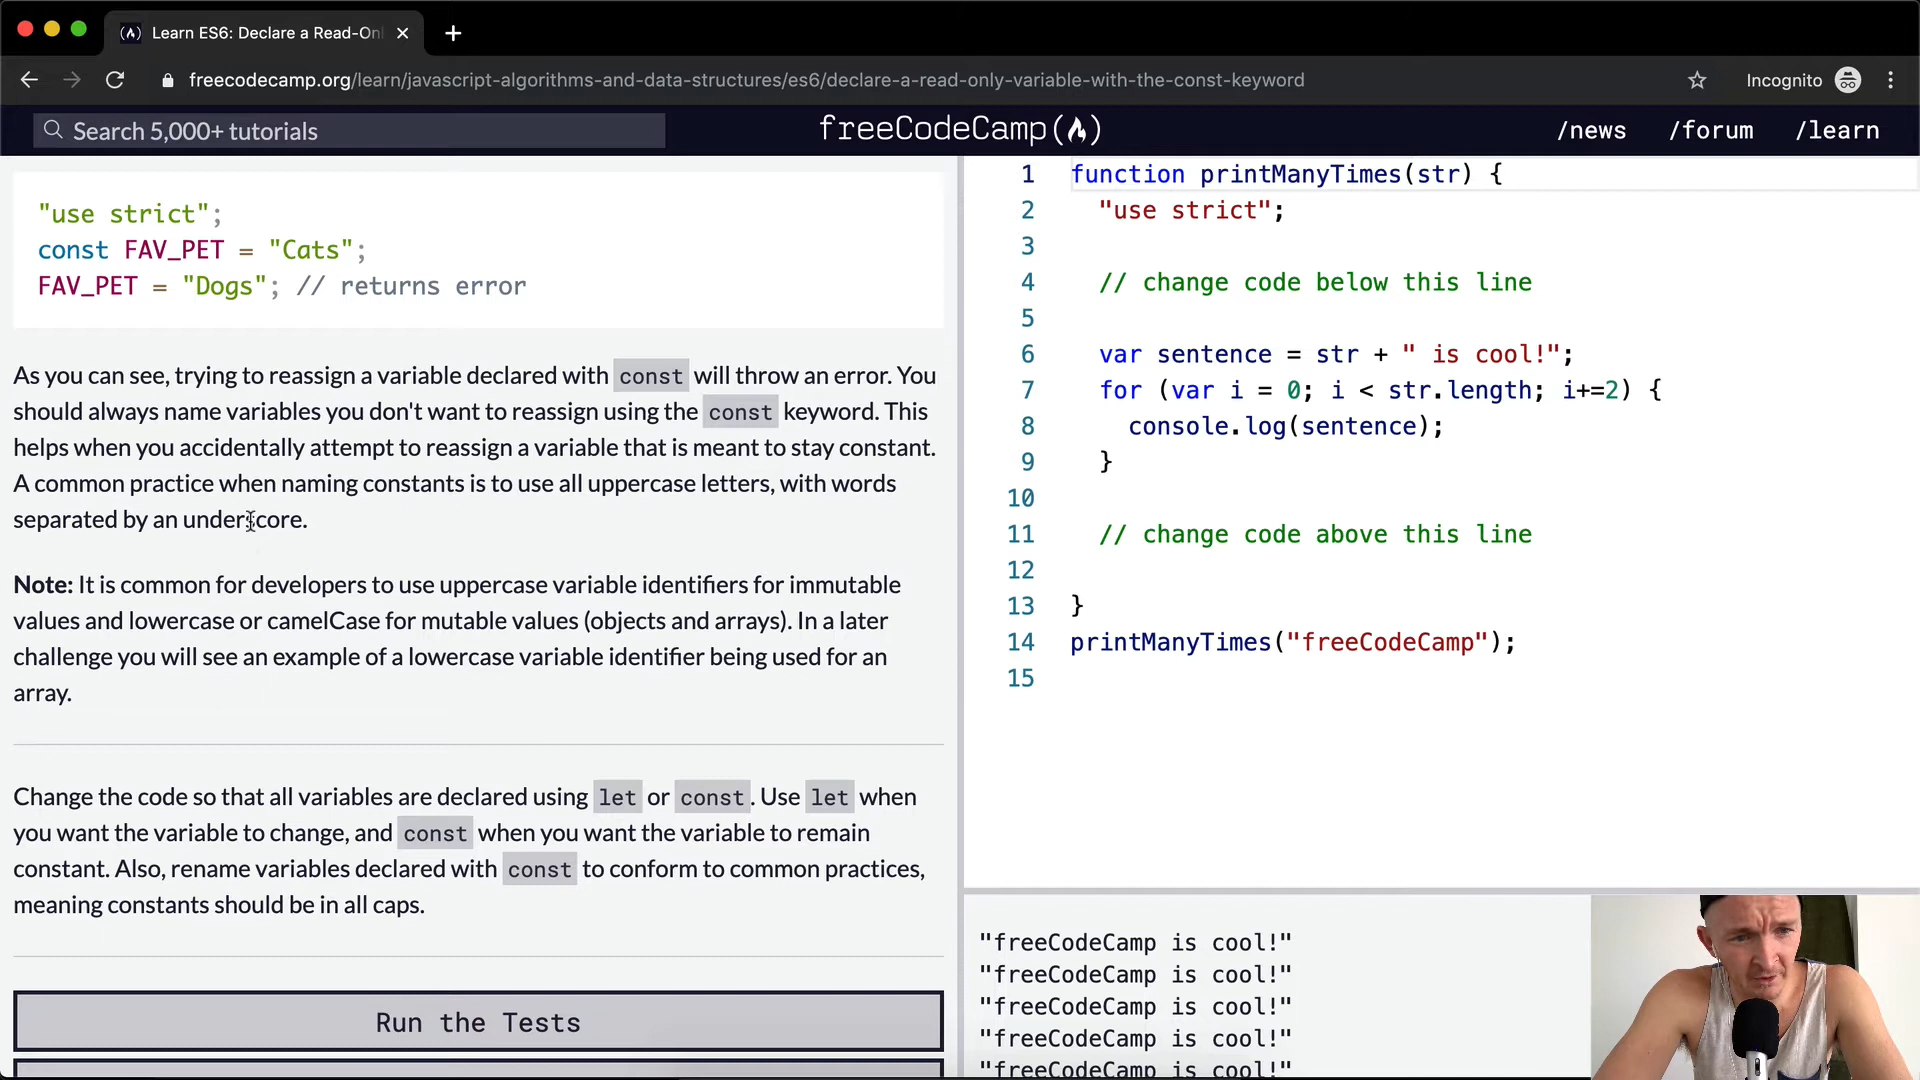 Learn ES6: Declare a Read-Onl
freecodecamp.org/learn/javascript-algorithms-and-data-structures/es6/declare-a-read-only-variable-with-the-const-keyword
Incognito
Search 5,000+ tutorials
freeCodeCamp
/news
/forum
/learn
"use strict";
const FAV_PET = "Cats";
FAV_PET = "Dogs"; // returns error
As you can see, trying to reassign a variable declared with const will throw an error. You
should always name variables you don't want to reassign using the const keyword. This
helps when you accidentally attempt to reassign a variable that is meant to stay constant.
A common practice when naming constants is to use all uppercase letters, with words
separated by an underscore.
Note: It is common for developers to use uppercase variable identifiers for immutable
values and lowercase or camelCase for mutable values (objects and arrays). In a later
challenge you will see an example of a lowercase variable identifier being used for an
array.
Change the code so that all variables are declared using let or const. Use let when
you want the variable to change, and const when you want the variable to remain
constant. Also, rename variables declared with const to conform to common practices,
meaning constants should be in all caps.
Run the Tests
1 function printManyTimes(str) {
2 "use strict";
3
4 // change code below this line
5
6 var sentence = str + " is cool!";
7 for (var i = 0; i < str.length; i+=2) {
8 console.log(sentence);
9 }
10
11 // change code above this line
12
13 }
14 printManyTimes("freeCodeCamp");
15
"freeCodeCamp is cool!"
"freeCodeCamp is cool!"
"freeCodeCamp is cool!"
"freeCodeCamp is cool!"
"freeCodeCamp is cool!"